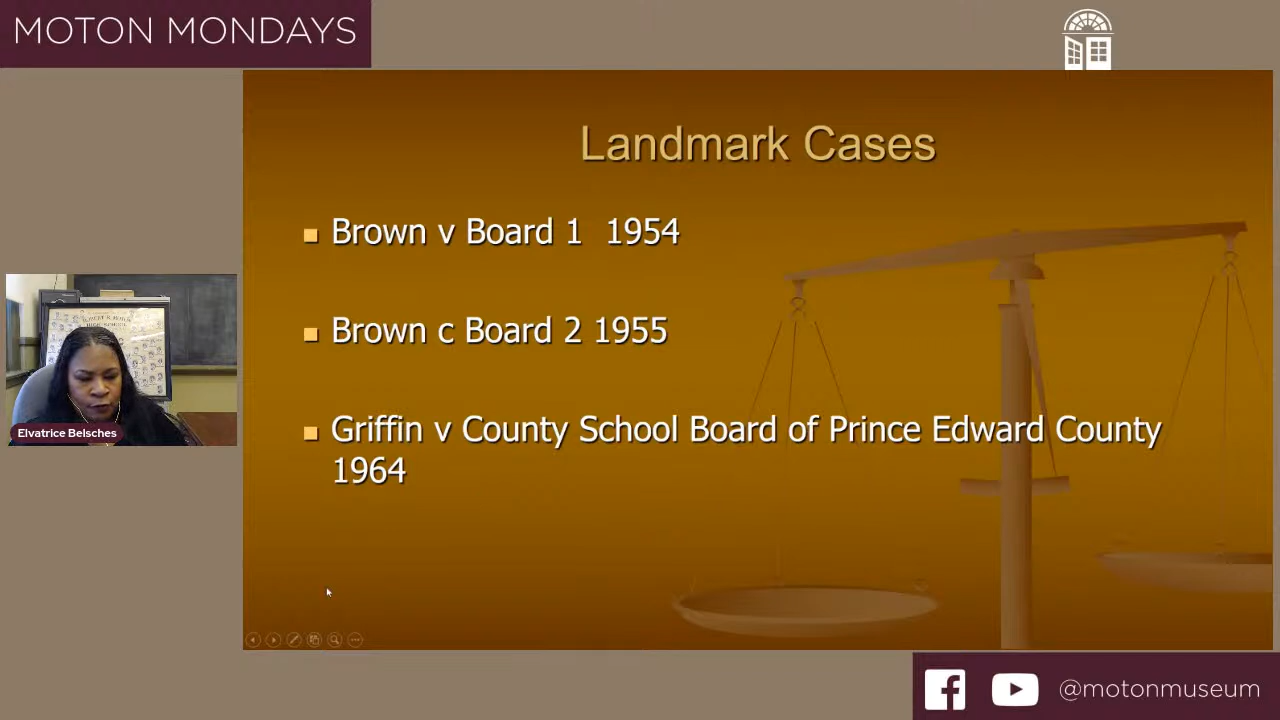 MOTON MONDAYS
Landmark Cases
Brown v Board 1 1954
Brown c Board 2 1955
Griffin v County School Board of Prince Edward County
1964
Elvatrice Belsches
@motonmuseum